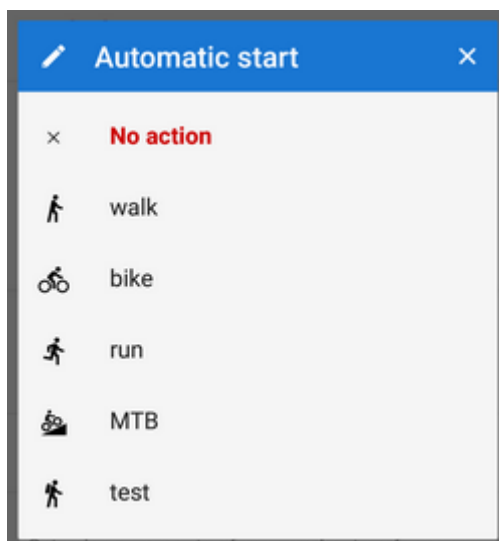 Automatic start
No action
walk
bike
run
MTB
test